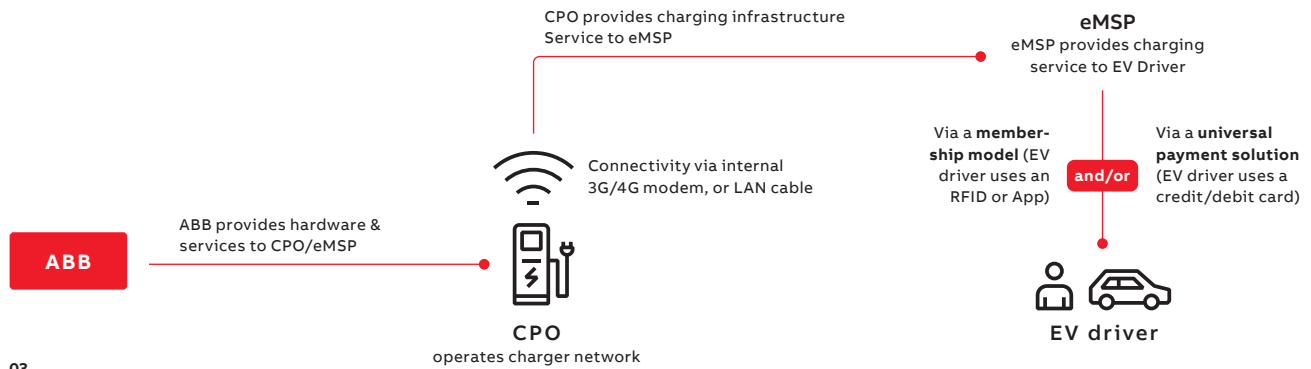 CPO provides charging infrastructure
Service to eMSP
eMSP
eMSP provides charging
service to EV Driver
Via a member-
ship model (EV
driver uses an
RFID or App)
and/or
Via a universal
payment solution
(EV driver uses a
credit/debit card)
Connectivity via internal
3G/4G modem, or LAN cable
ABB provides hardware &
services to CPO/eMSP
ABB
CPO
operates charger network
EV driver